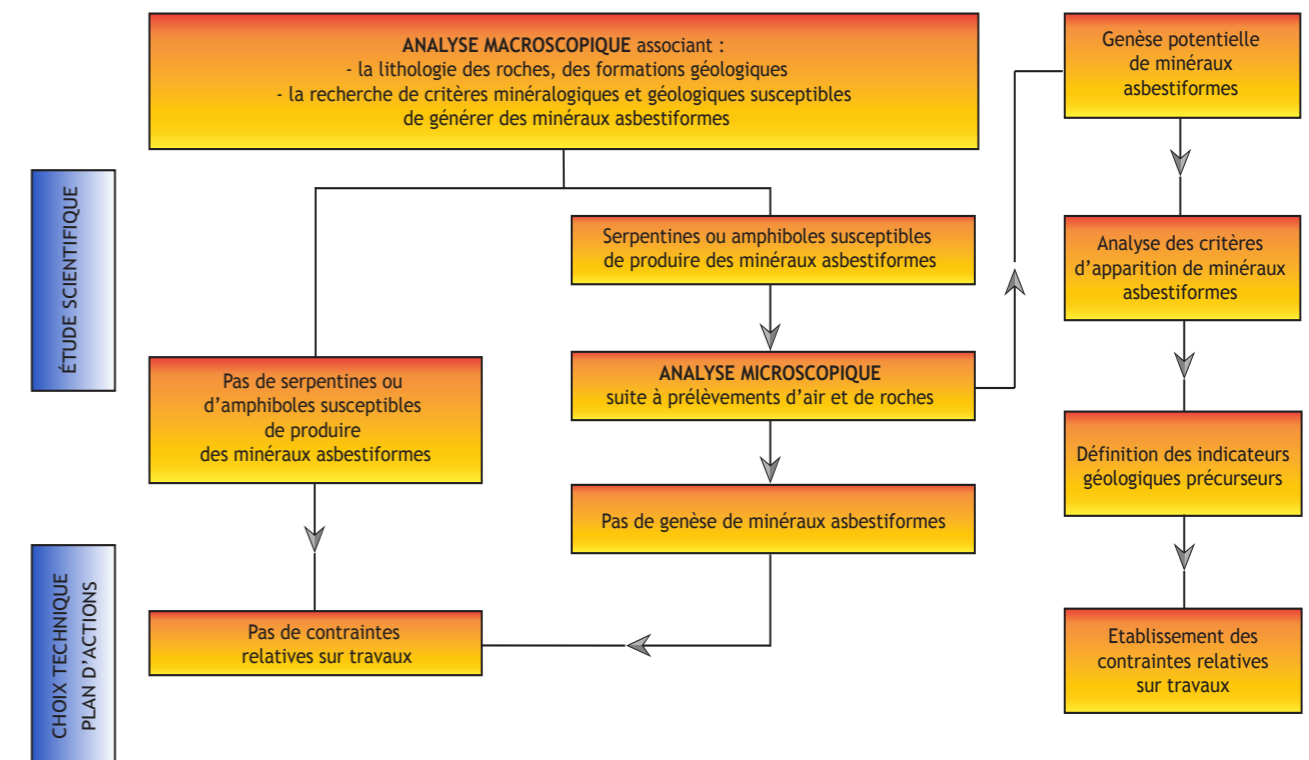 ANALYSE MACROSCOPIQUE associant :
- la lithologie des roches, des formations géologiques
- la recherche de critères minéralogiques et géologiques susceptibles
de générer des minéraux asbestiformes
Genèse potentielle
de minéraux
asbestiformes
ÉTUDE SCIENTIFIQUE
Serpentines ou amphiboles susceptibles
de produire des minéraux asbestiformes
Analyse des critères
d’apparition de minéraux
asbestiformes
Pas de serpentines ou
d’amphiboles susceptibles
de produire
des minéraux asbestiformes
ANALYSE MICROSCOPIQUE
suite à prélèvements d’air et de roches
Définition des indicateurs
géologiques précurseurs
Pas de genèse de minéraux asbestiformes
CHOIX TECHNIQUE
PLAN D’ACTIONS
Pas de contraintes
relatives sur travaux
Etablissement des
contraintes relatives
sur travaux